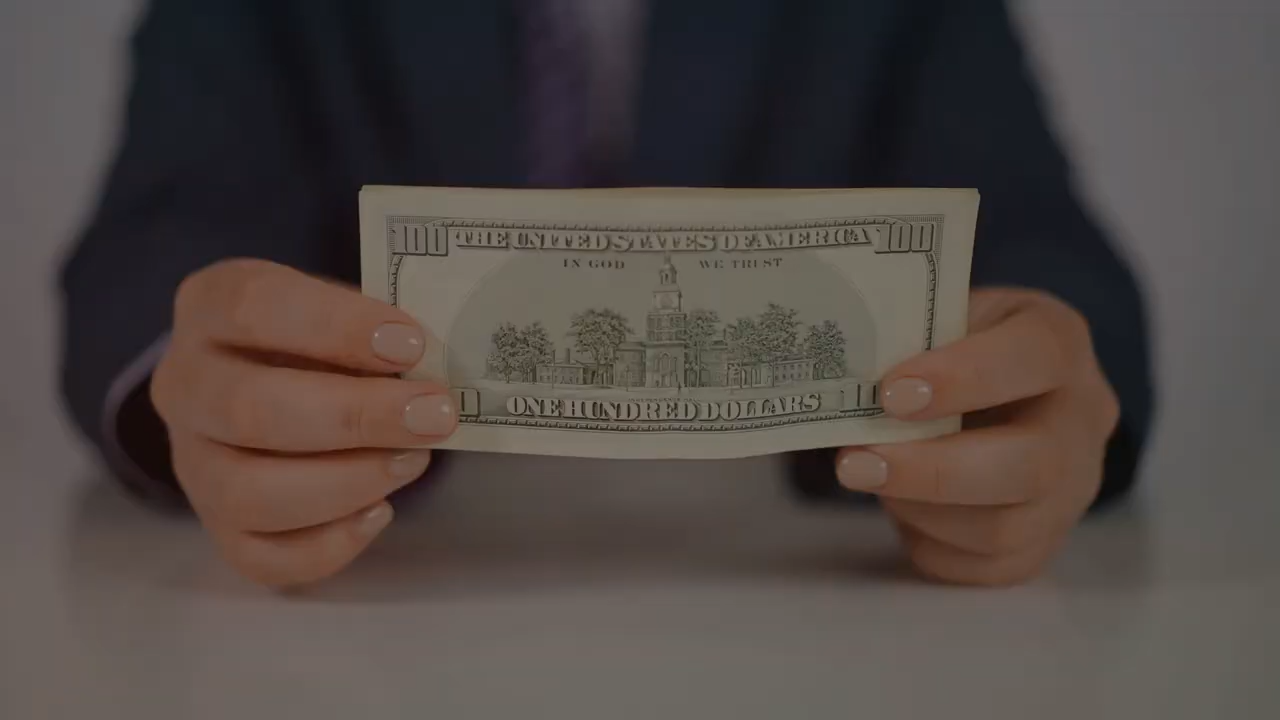 100 THE UNITED STATES OF AMERICA 100
IN GOD WE TRUST
ONE HUNDRED DOLLARS